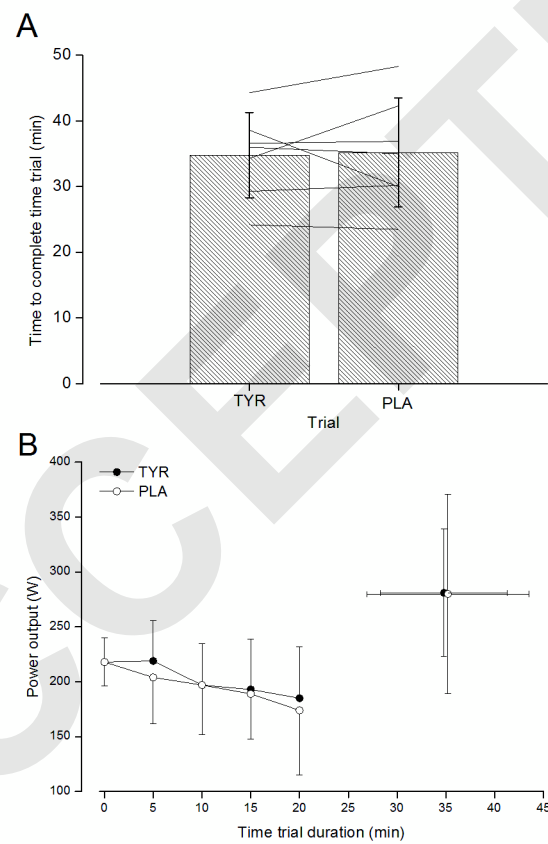 A
50
40
30
20
10
0
Time to complete time trial (min)
TYR
PLA
Trial
B
400
350
300
250
200
150
100
Power output (W)
TYR
PLA
0 5 10 15 20 25 30 35 40 45
Time trial duration (min)
CCEPT